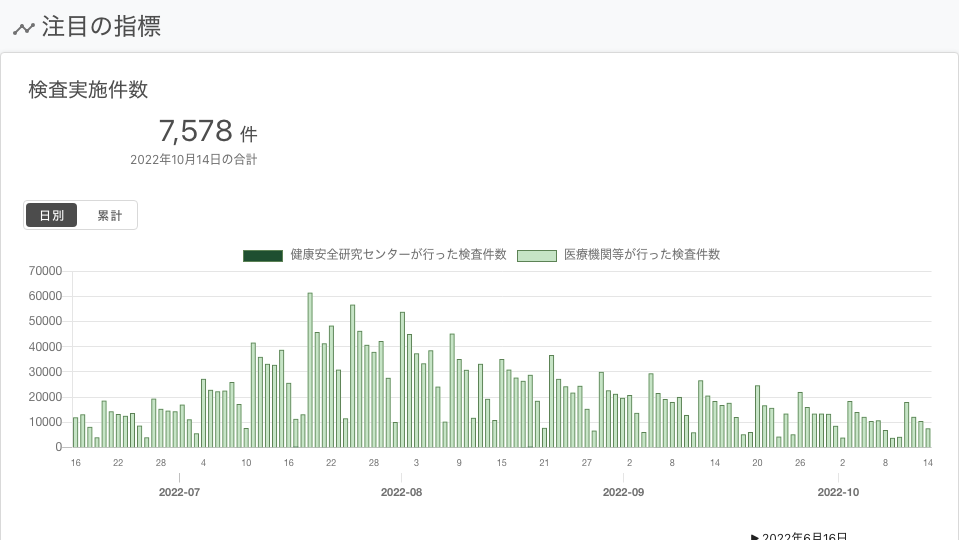 注目の指標
検査実施件数
7,578 件
2022年10月14日の合計
日別 累計
健康安全研究センターが行った検査件数 医療機関等が行った検査件数
70000
60000
50000
40000
30000
20000
10000
0
16 22 28 4 10 16 22 28 3 9 15 21 27 2 8 14 20 26 2 8 14
2022-07 2022-08 2022-09 2022-10
▶ 2022年6月16日